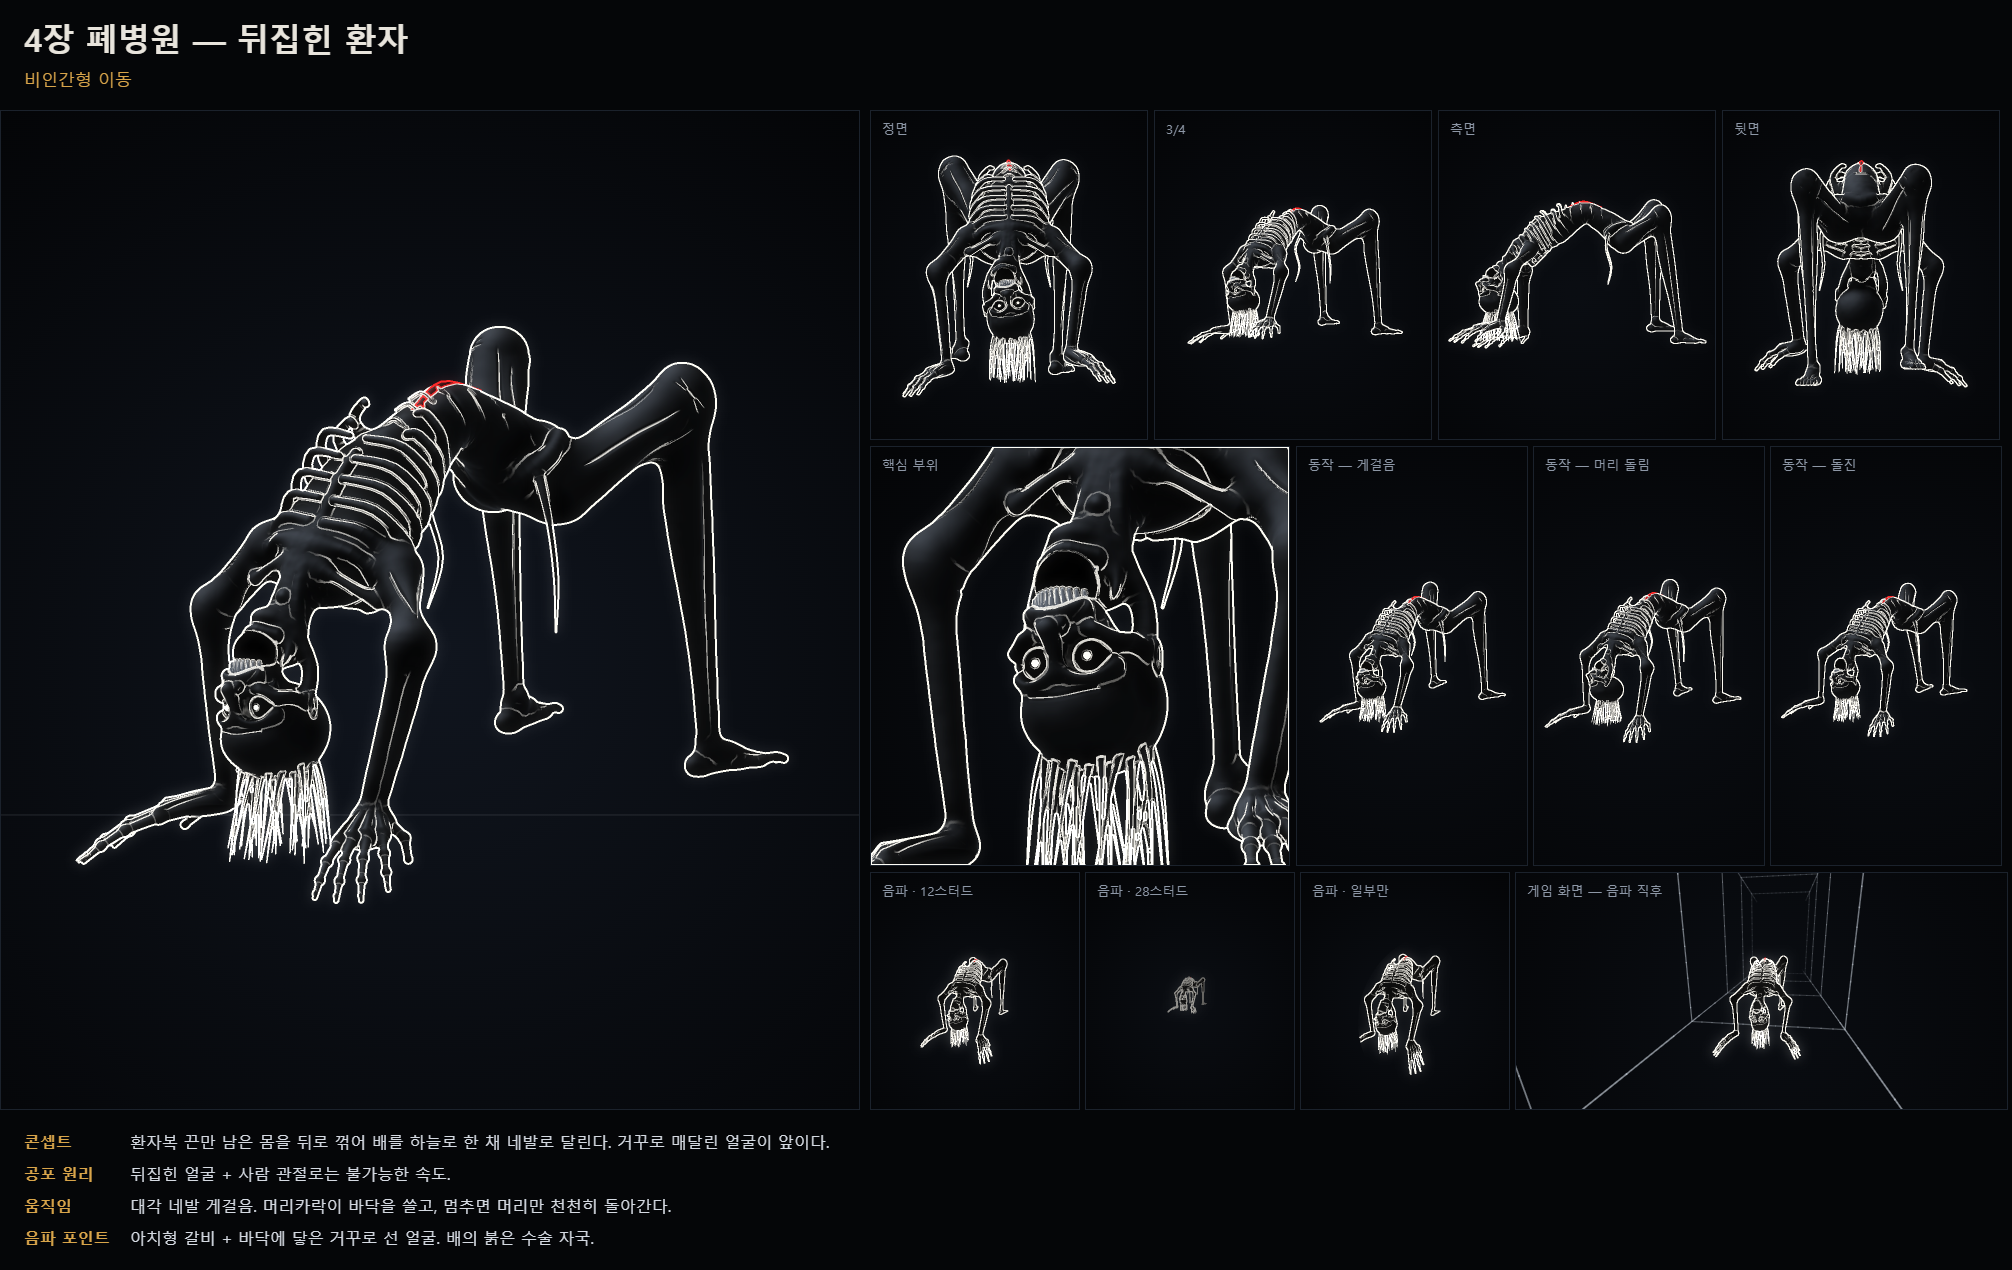 4장 폐병원 — 뒤집힌 환자
비인간형 이동
정면
3/4
측면
뒷면
핵심 부위
동작 — 게걸음
동작 — 머리 돌림
동작 — 돌진
음파 · 12스터드
음파 · 28스터드
음파 · 일부만
게임 화면 — 음파 직후
콘셉트 환자복 끈만 남은 몸을 뒤로 꺾어 배를 하늘로 한 채 네발로 달린다. 거꾸로 매달린 얼굴이 앞이다.
공포 원리 뒤집힌 얼굴 + 사람 관절로는 불가능한 속도.
움직임 대각 네발 게걸음. 머리카락이 바닥을 쓸고, 멈추면 머리만 천천히 돌아간다.
음파 포인트 아치형 갈비 + 바닥에 닿은 거꾸로 선 얼굴. 배의 붉은 수술 자국.